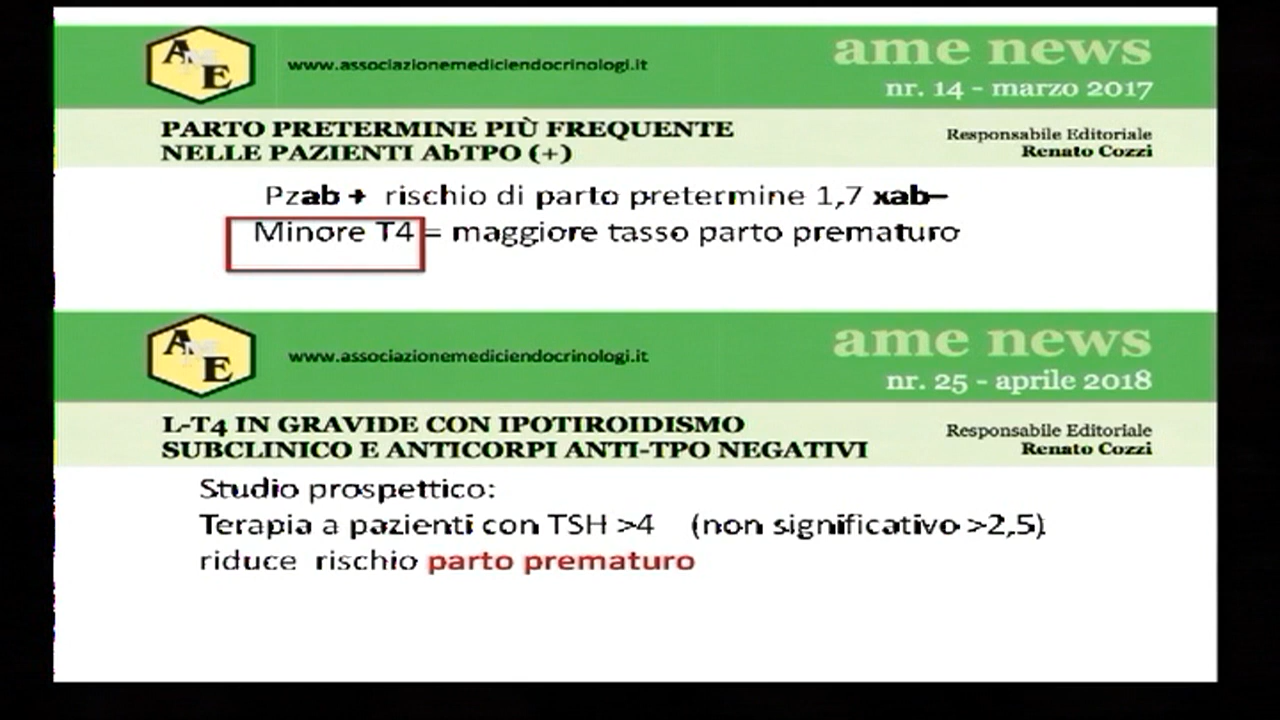 AME
www.associazionemediciendocrinologi.it
ame news
nr. 14 - marzo 2017
PARTO PRETERMINE PIÙ FREQUENTE
NELLE PAZIENTI AbTPO (+)
Responsabile Editoriale
Renato Cozzi
Pzab + rischio di parto pretermine 1,7 xab–
Minore T4 = maggiore tasso parto prematuro
AME
www.associazionemediciendocrinologi.it
ame news
nr. 25 - aprile 2018
L-T4 IN GRAVIDE CON IPOTIROIDISMO
SUBCLINICO E ANTICORPI ANTI-TPO NEGATIVI
Responsabile Editoriale
Renato Cozzi
Studio prospettico:
Terapia a pazienti con TSH >4 (non significativo >2,5)
riduce rischio parto prematuro